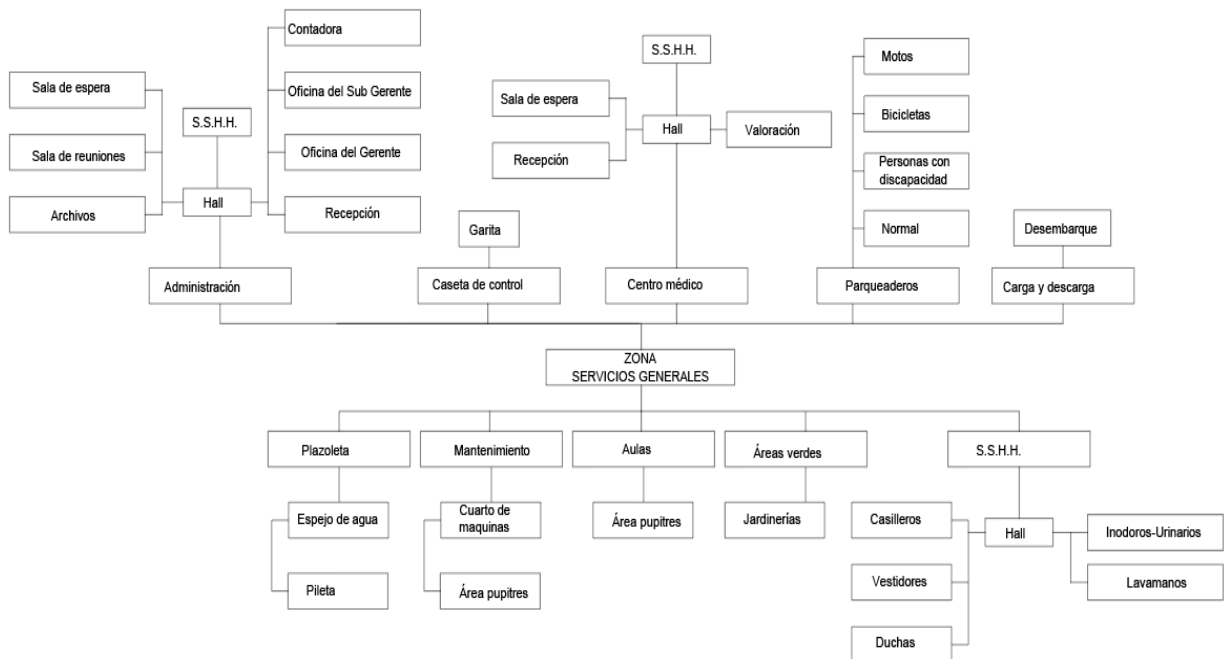 Contadora
Sala de espera
Oficina del Sub Gerente
S.S.H.H.
Sala de reuniones
Oficina del Gerente
Hall
Archivos
Recepción
Administración
Garita
Caseta de control
S.S.H.H.
Sala de espera
Hall
Valoración
Recepción
Centro médico
Motos
Bicicletas
Personas con
discapacidad
Normal
Parqueaderos
Desembarque
Carga y descarga
ZONA
SERVICIOS GENERALES
Plazoleta
Espejo de agua
Pileta
Mantenimiento
Cuarto de
maquinas
Área pupitres
Aulas
Área pupitres
Áreas verdes
Jardinerías
S.S.H.H.
Casilleros
Hall
Inodoros-Urinarios
Vestidores
Lavamanos
Duchas